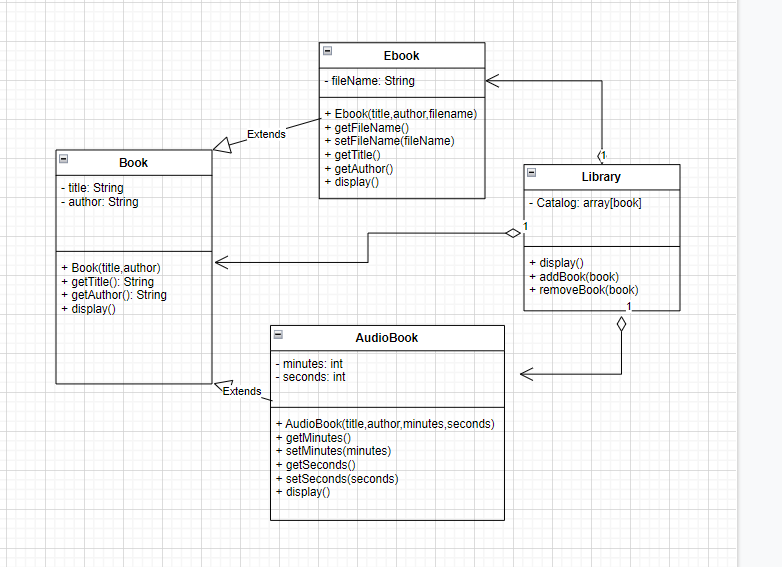 Ebook
- fileName: String
+ Ebook(title,author,filename)
+ getFileName()
+ setFileName(fileName)
+ getTitle()
+ getAuthor()
+ display()
Extends
Book
- title: String
- author: String
+ Book(title,author)
+ getTitle(): String
+ getAuthor(): String
+ display()
1
Library
- Catalog: array[book]
1
+ display()
+ addBook(book)
+ removeBook(book)
1
AudioBook
- minutes: int
- seconds: int
Extends
+ AudioBook(title,author,minutes,seconds)
+ getMinutes()
+ setMinutes(minutes)
+ getSeconds()
+ setSeconds(seconds)
+ display()